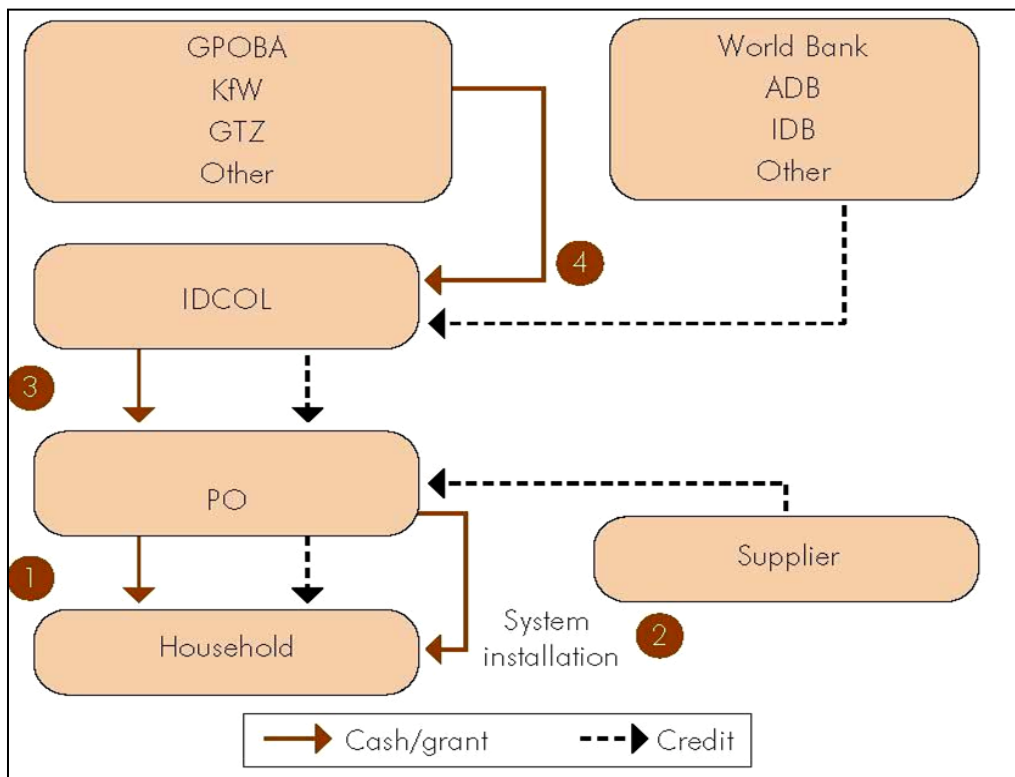 GPOBA
KfW
GTZ
Other
World Bank
ADB
IDB
Other
4
IDCOL
3
PO
Supplier
1
Household
System
installation
2
Cash/grant
Credit